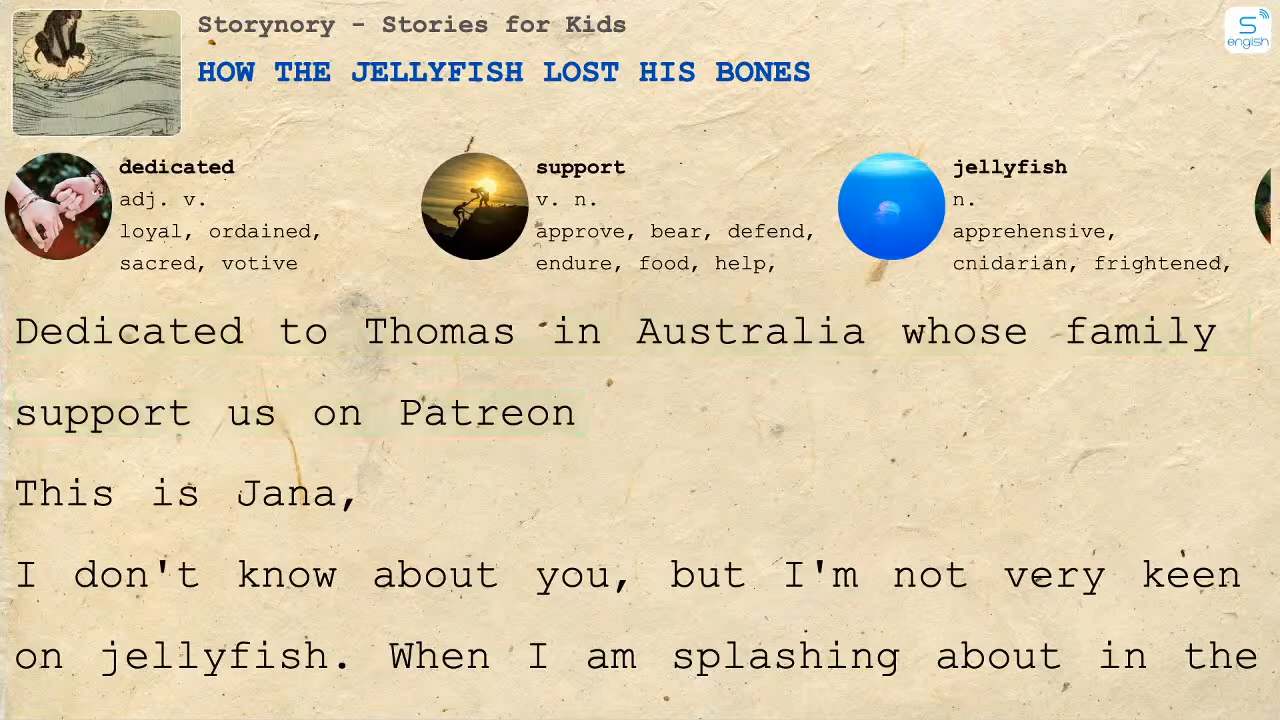 Storynory - Stories for Kids
HOW THE JELLYFISH LOST HIS BONES
S
english
dedicated
adj. v.
loyal, ordained,
sacred, votive
support
v. n.
approve, bear, defend,
endure, food, help,
jellyfish
n.
apprehensive,
cnidarian, frightened,
Dedicated to Thomas in Australia whose family
support us on Patreon
This is Jana,
I don't know about you, but I'm not very keen
on jellyfish. When I am splashing about in the